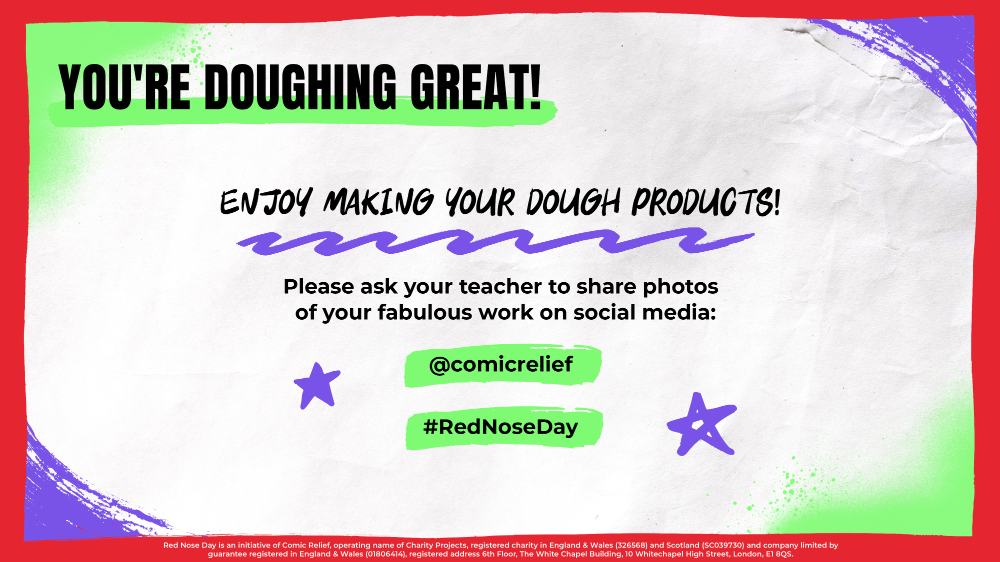 YOU'RE DOUGHING GREAT!
ENJOY MAKING YOUR DOUGH PRODUCTS!
Please ask your teacher to share photos
of your fabulous work on social media:
@comicrelief
#RedNoseDay
Red Nose Day is an initiative of Comic Relief, operating name of Charity Projects, registered charity in England & Wales (326568) and Scotland (SC039730) and company limited by
guarantee registered in England & Wales (01806414), registered address 6th Floor, The White Chapel Building, 10 Whitechapel High Street, London, E1 8QS.